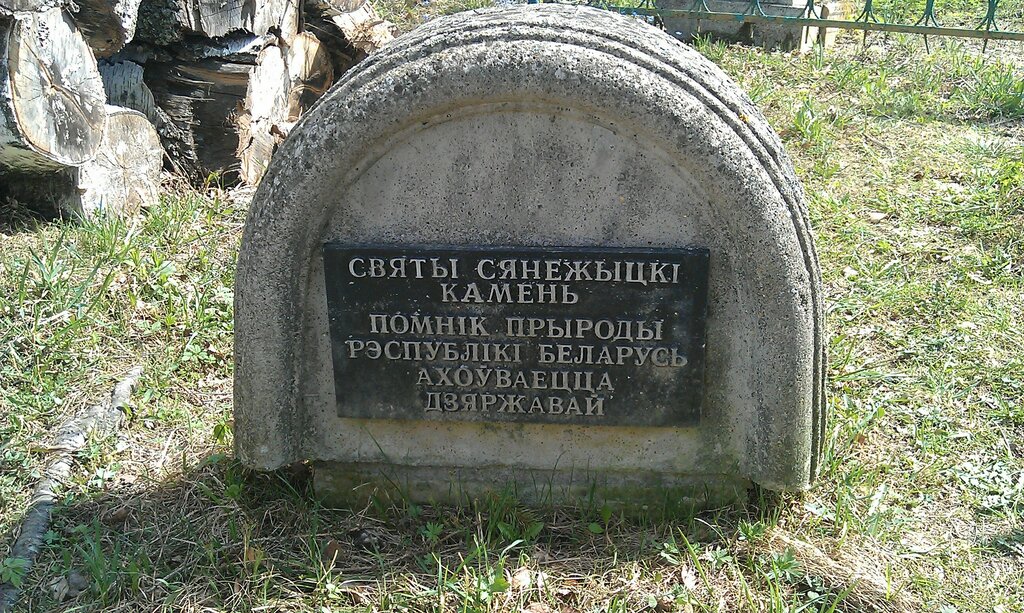 СВЯТЫ СЯНЕЖЫЦКІ
КАМЕНЬ
ПОМНІК ПРЫРОДЫ
РЭСПУБЛІКІ БЕЛАРУСЬ
АХОЎВАЕЦЦА
ДЗЯРЖАВАЙ